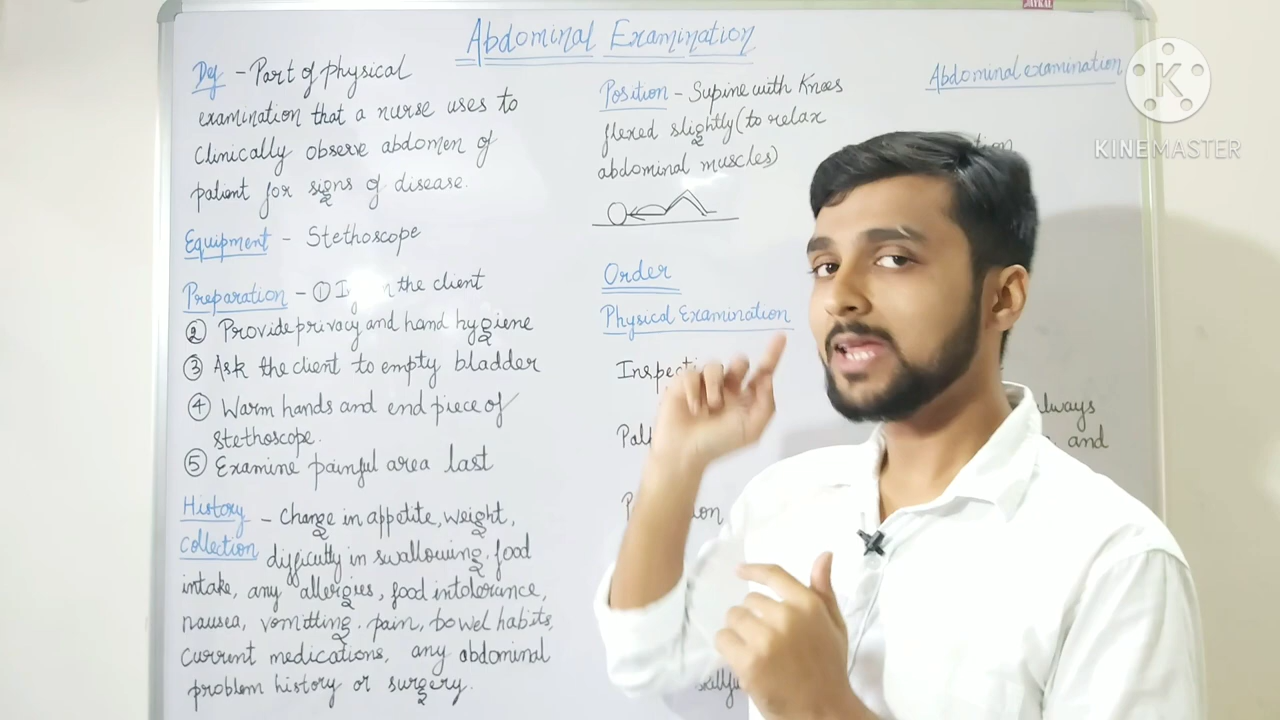 Abdominal Examination
Def - Part of physical
examination that a nurse uses to
clinically observe abdomen of
patient for signs of disease.
Equipment - Stethoscope
Preparation - ① the client
② Provide privacy and hand hygiene
③ Ask the client to empty bladder
④ Warm hands and end piece of
stethoscope.
⑤ Examine painful area last
History - Change in appetite, weight,
Collection difficulty in swallowing, food
intake, any allergies, food intolerance,
nausea, vomitting, pain, bowel habits,
current medications, any abdominal
problem history or surgery.
Position - Supine with Knees
flexed slightly (to relax
abdominal muscles)
Order
Physical Examination
Abdominal examination
and
K
KINEMASTER